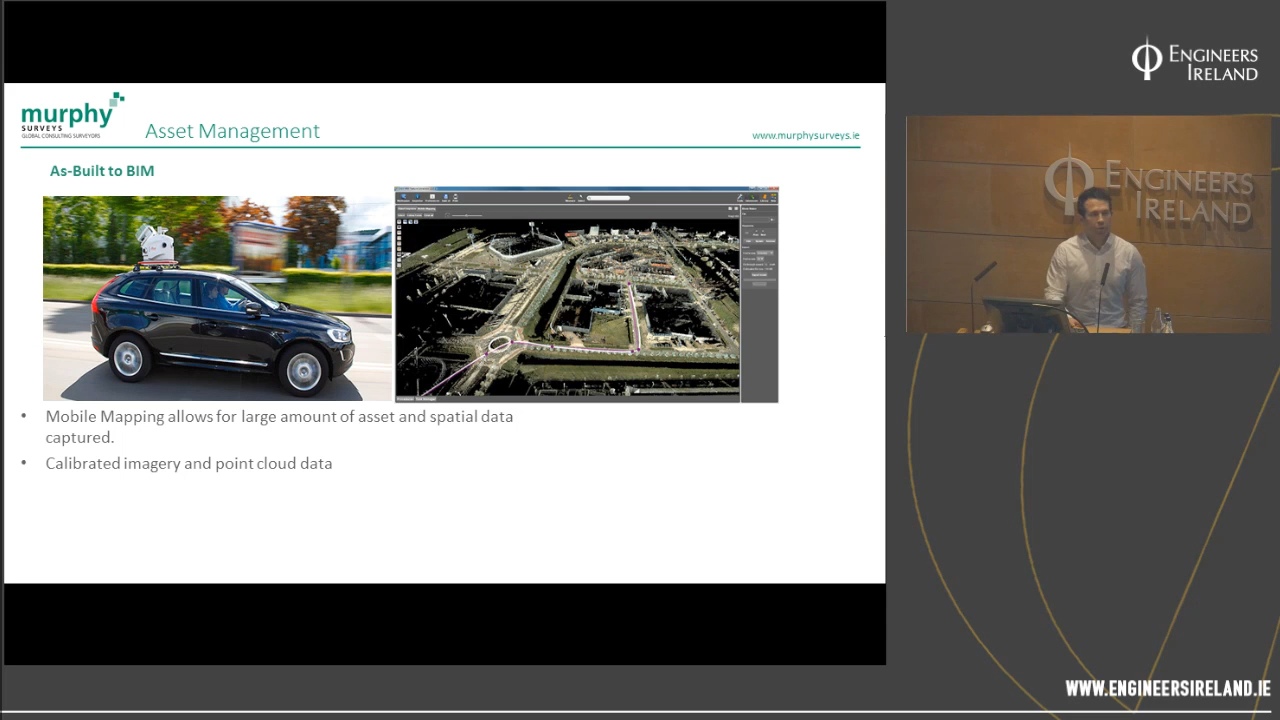 ENGINEERS
IRELAND
murphy
SURVEYS
GLOBAL CONSULTING SURVEYORS
Asset Management
www.murphysurveys.ie
As-Built to BIM
• Mobile Mapping allows for large amount of asset and spatial data
captured.
• Calibrated imagery and point cloud data
ENGINEERS
IRELAND
WWW.ENGINEERSIRELAND.IE